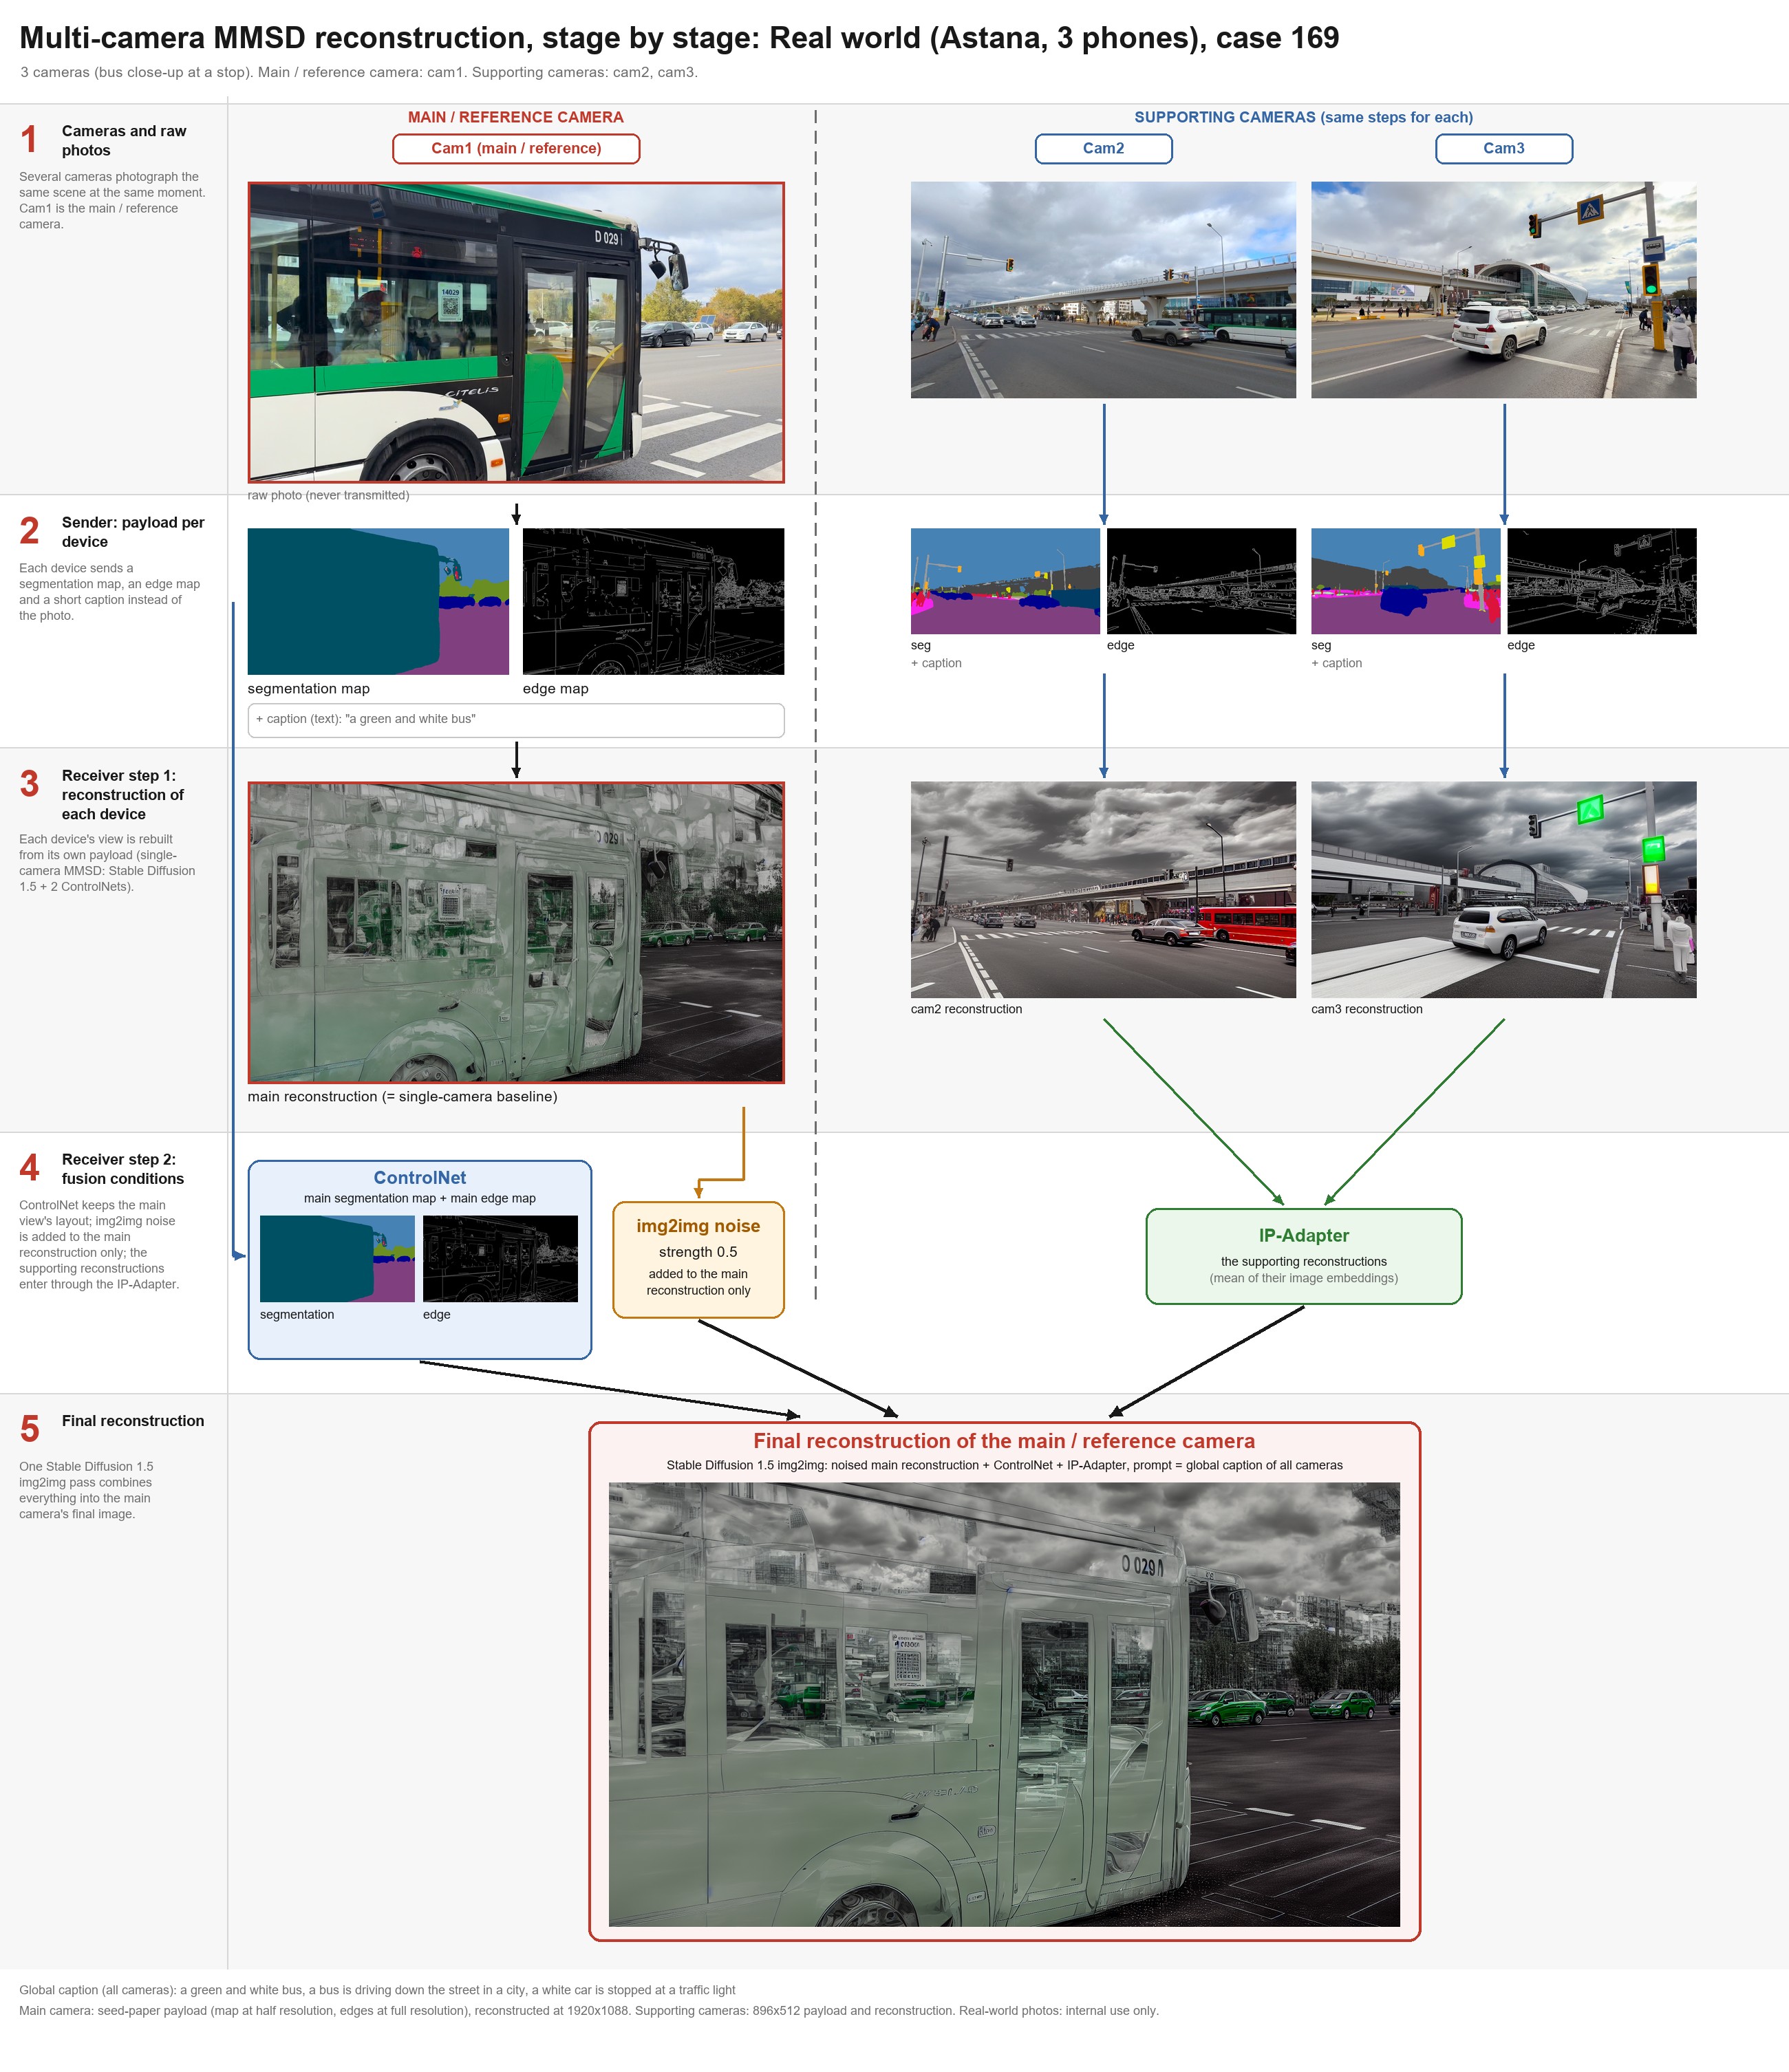 Multi-camera MMSD reconstruction, stage by stage: Real world (Astana, 3 phones), case 169
3 cameras (bus close-up at a stop). Main / reference camera: cam1. Supporting cameras: cam2, cam3.
1
Cameras and raw
photos
Several cameras photograph the
same scene at the same moment.
Cam1 is the main / reference
camera.
MAIN / REFERENCE CAMERA
Cam1 (main / reference)
D 029
14029
CITELIS
raw photo (never transmitted)
SUPPORTING CAMERAS (same steps for each)
Cam2
Cam3
2
Sender: payload per
device
Each device sends a
segmentation map, an edge map
and a short caption instead of
the photo.
segmentation map
edge map
+ caption (text): "a green and white bus"
seg
edge
+ caption
seg
edge
+ caption
3
Receiver step 1:
reconstruction of
each device
Each device's view is rebuilt
from its own payload (single-
camera MMSD: Stable Diffusion
1.5 + 2 ControlNets).
029
main reconstruction (= single-camera baseline)
cam2 reconstruction
cam3 reconstruction
4
Receiver step 2:
fusion conditions
ControlNet keeps the main
view's layout; img2img noise
is added to the main
reconstruction only; the
supporting reconstructions
enter through the IP-Adapter.
ControlNet
main segmentation map + main edge map
segmentation
edge
img2img noise
strength 0.5
added to the main
reconstruction only
IP-Adapter
the supporting reconstructions
(mean of their image embeddings)
5
Final reconstruction
One Stable Diffusion 1.5
img2img pass combines
everything into the main
camera's final image.
Final reconstruction of the main / reference camera
Stable Diffusion 1.5 img2img: noised main reconstruction + ControlNet + IP-Adapter, prompt = global caption of all cameras
O 029
Global caption (all cameras): a green and white bus, a bus is driving down the street in a city, a white car is stopped at a traffic light
Main camera: seed-paper payload (map at half resolution, edges at full resolution), reconstructed at 1920x1088. Supporting cameras: 896x512 payload and reconstruction. Real-world photos: internal use only.